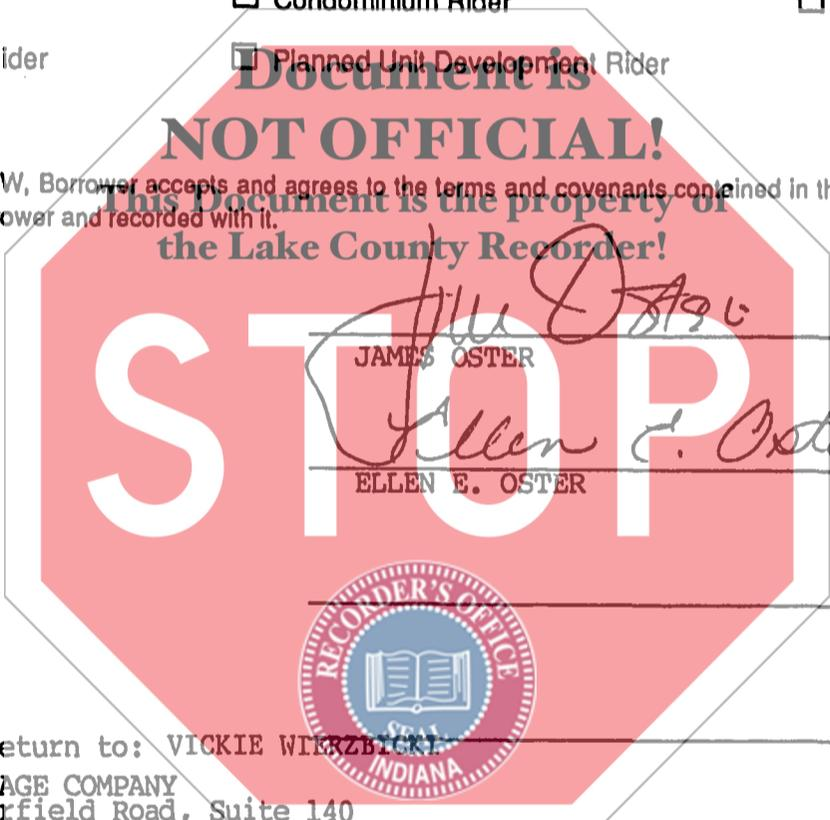 Condominium Rider
ider
Planned Unit Development Rider
Document is
NOT OFFICIAL!
W, Borrower accepts and agrees to the terms and covenants contained in th
This Document is the property of
ower and recorded with it.
the Lake County Recorder!
STOP
JAMES OSTER
Ellen E. Oste
ELLEN E. OSTER
RECORDER'S OFFICE
SEAL
INDIANA
eturn to: VICKIE WIERZBICKI
AGE COMPANY
rfield Road, Suite 140